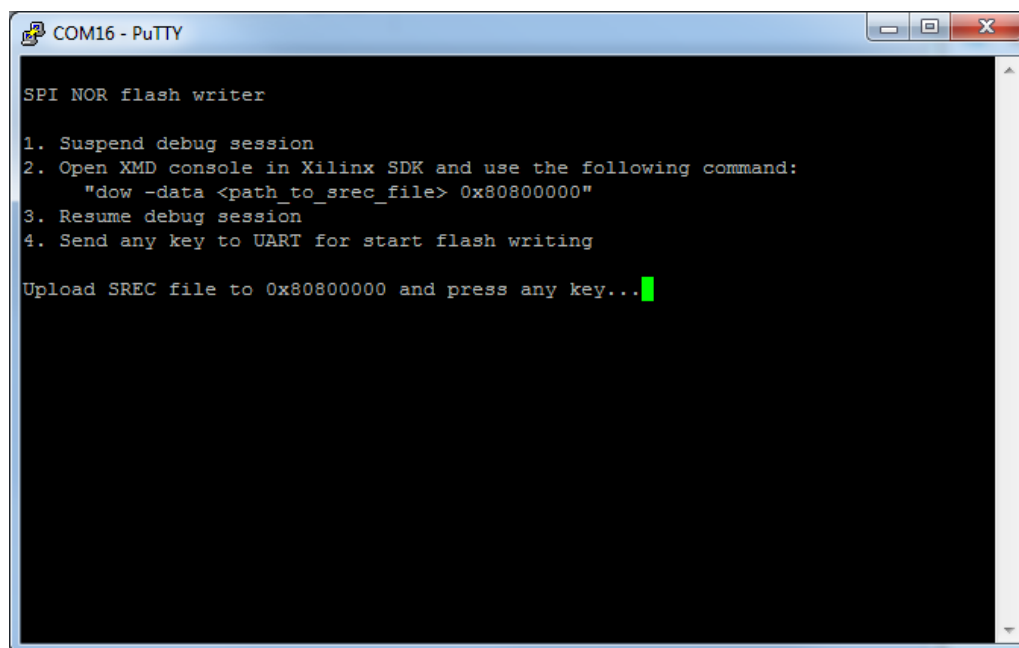 COM16 - PuTTY
SPI NOR flash writer
1. Suspend debug session
2. Open XMD console in Xilinx SDK and use the following command:
"dow -data <path_to_srec_file> 0x80800000"
3. Resume debug session
4. Send any key to UART for start flash writing
Upload SREC file to 0x80800000 and press any key...